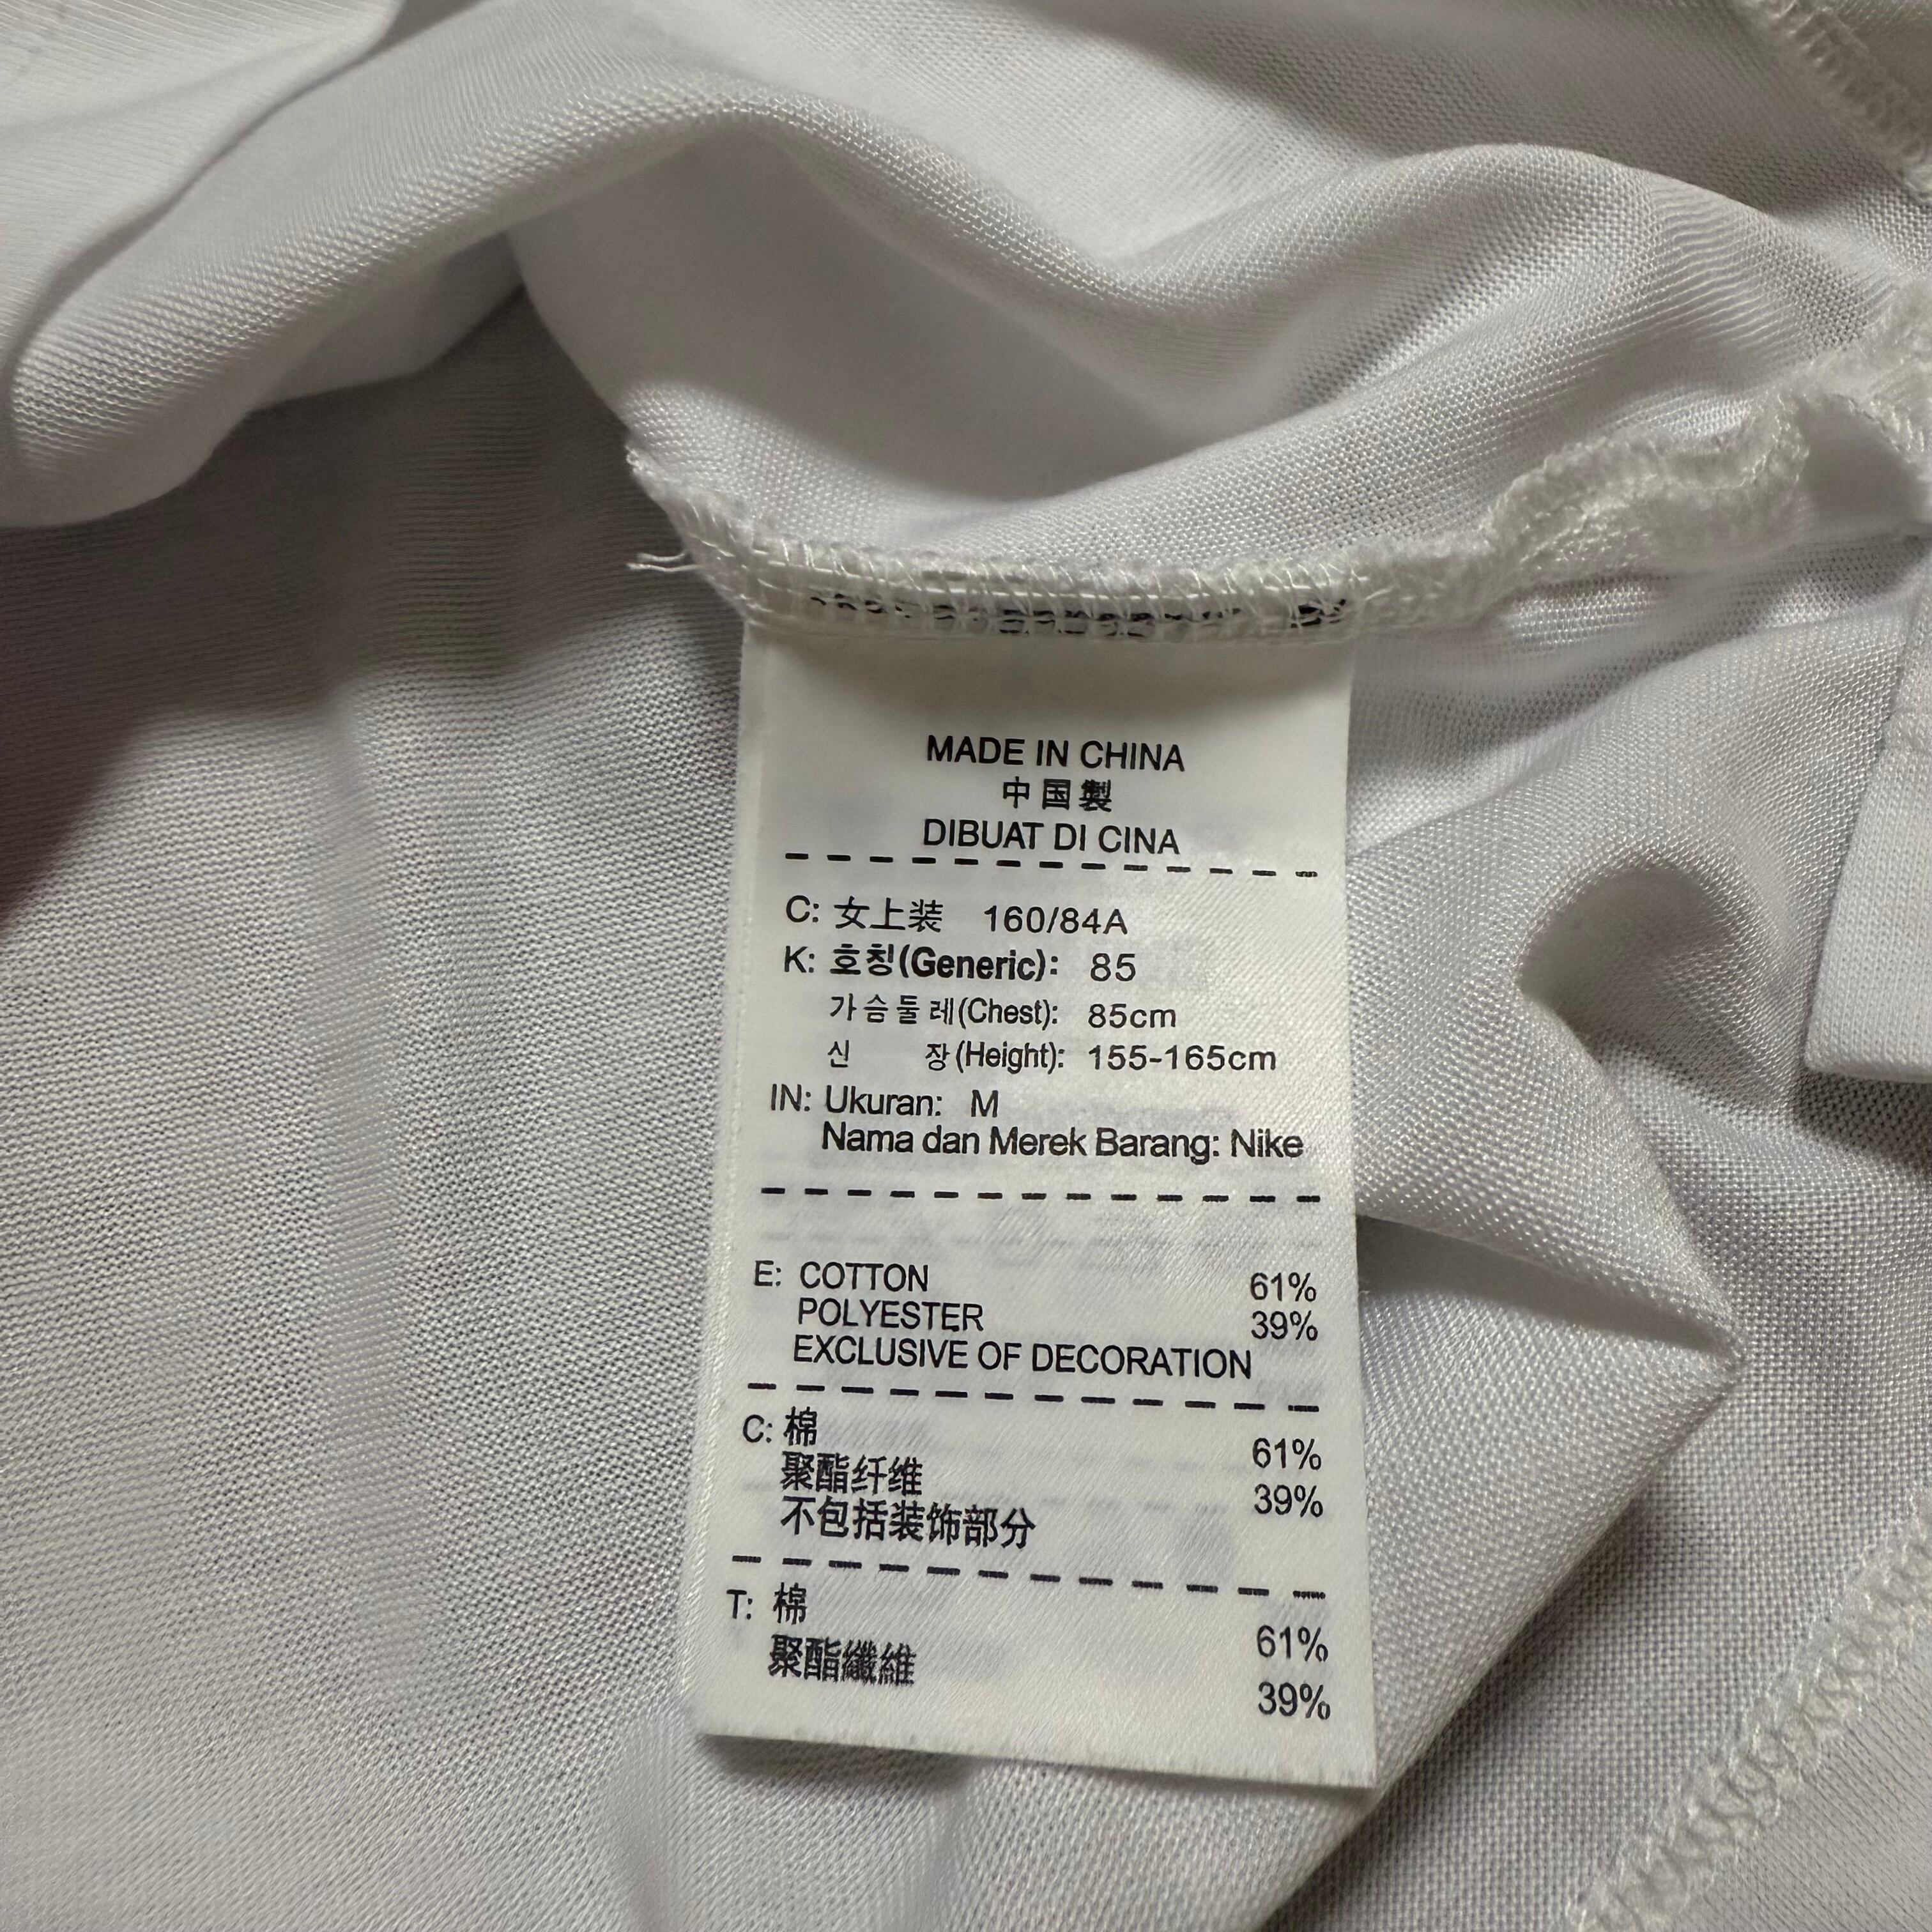 MADE IN CHINA
中国製
DIBUAT DI CINA
C: 女上装 160/84A
K: 호칭(Generic): 85
가슴둘레(Chest): 85cm
신 장(Height): 155-165cm
IN: Ukuran: M
Nama dan Merek Barang: Nike
E: COTTON 61%
POLYESTER 39%
EXCLUSIVE OF DECORATION
C: 棉 61%
聚酯纤维 39%
不包括装饰部分
T: 棉 61%
聚酯纖維 39%